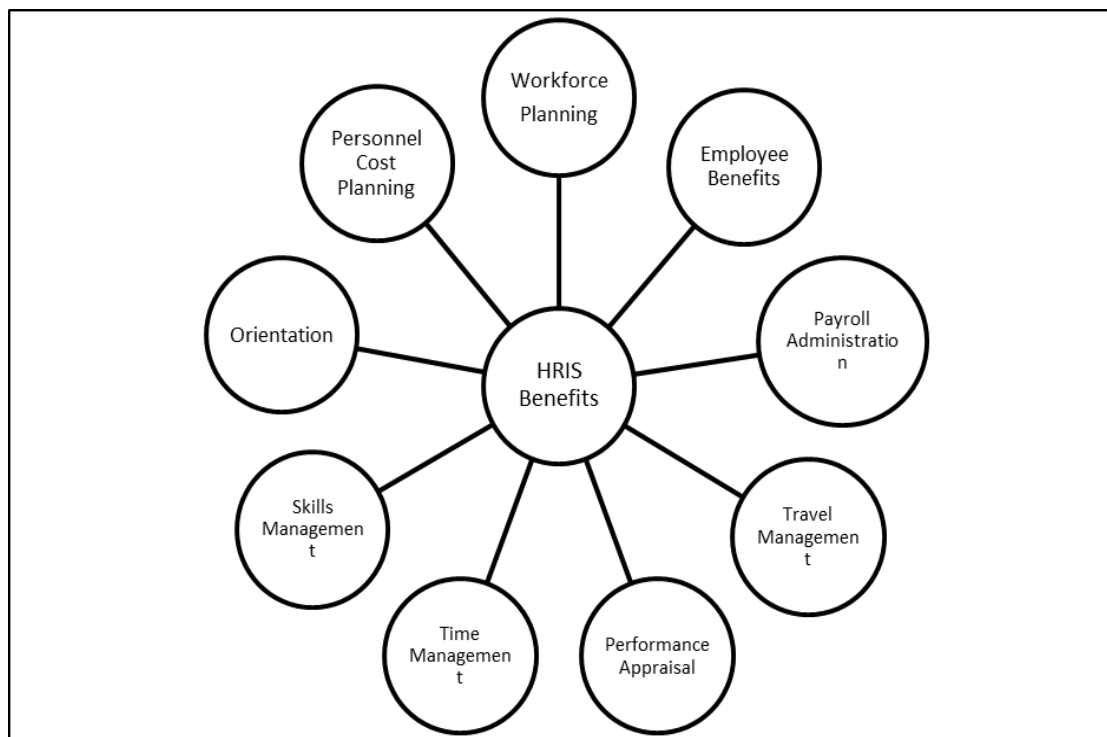 Workforce
Planning
Employee
Benefits
Payroll
Administratio
n
Travel
Managemen
t
Performance
Appraisal
Time
Managemen
t
Skills
Managemen
t
Orientation
Personnel
Cost
Planning
HRIS
Benefits